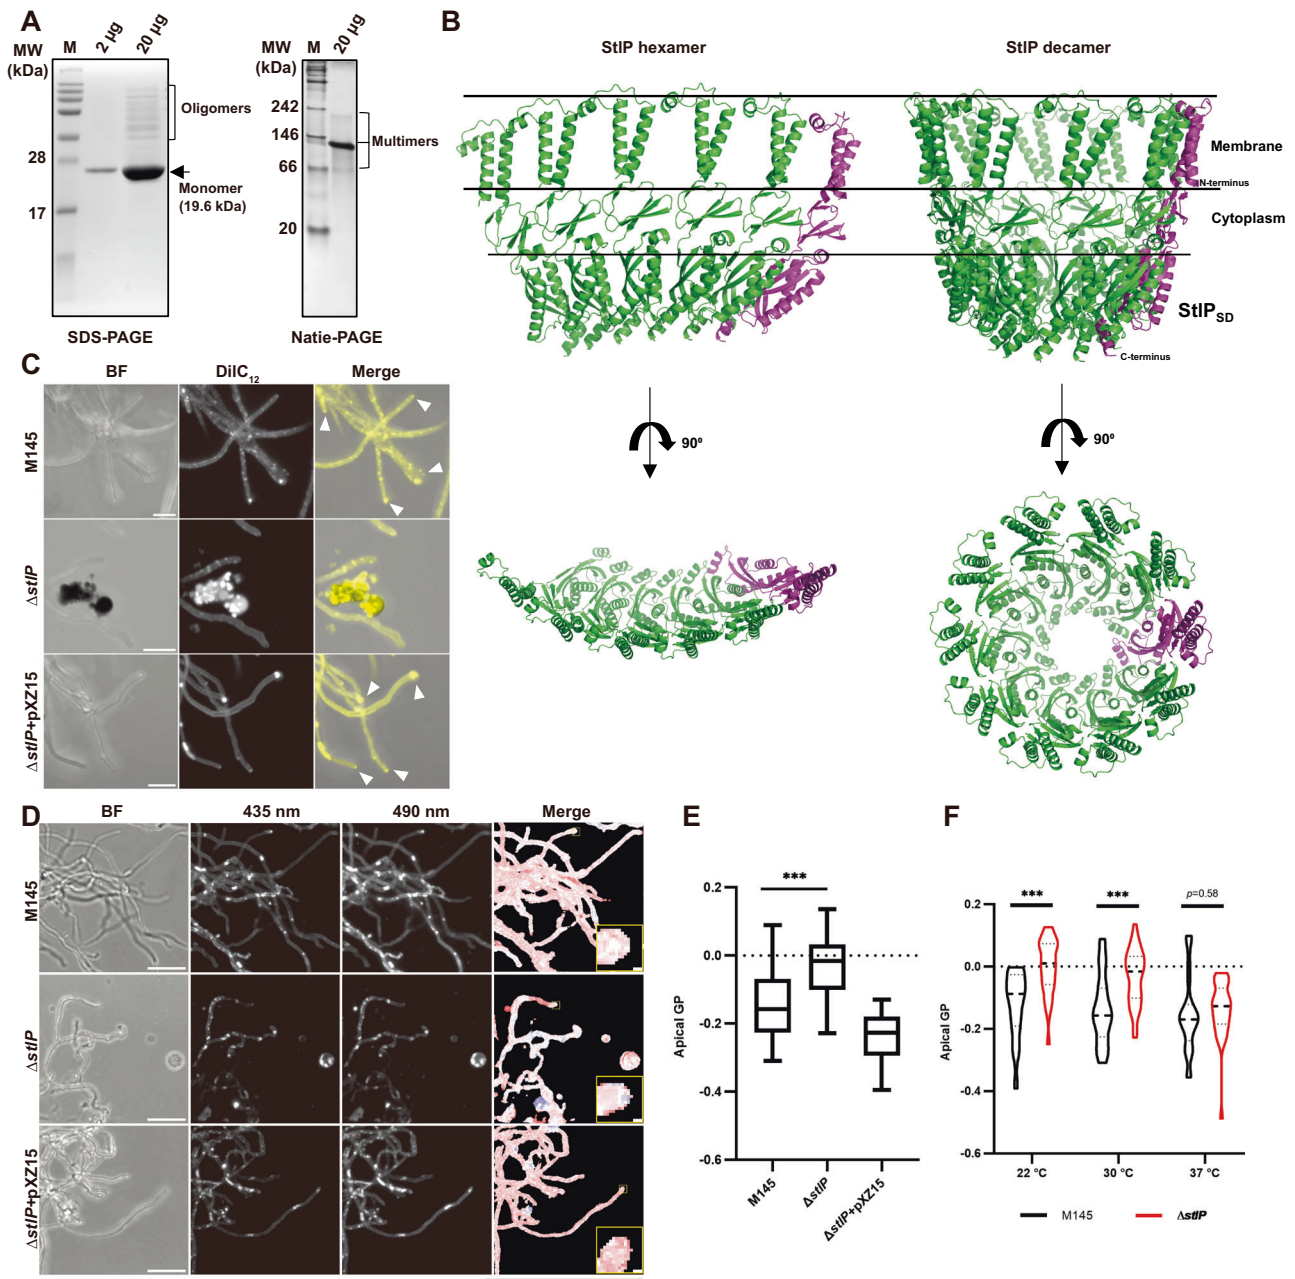 A
MW
(kDa)
M
2 µg
20 µg
28
17
Oligomers
Monomer
(19.6 kDa)
SDS-PAGE
MW
(kDa)
M
20 µg
242
146
66
20
Multimers
Natie-PAGE
B
StlP hexamer
StlP decamer
Membrane
N-terminus
Cytoplasm
StlPSD
C-terminus
90º
90º
C
BF
DilC12
Merge
M145
ΔstlP
ΔstlP+pXZ15
D
BF
435 nm
490 nm
Merge
M145
ΔstlP
ΔstlP+pXZ15
E
***
Apical GP
0.2
0.0
-0.2
-0.4
-0.6
M145
ΔstlP
ΔstlP+pXZ15
F
***
***
p=0.58
Apical GP
0.2
0.0
-0.2
-0.4
-0.6
22 °C
30 °C
37 °C
M145
ΔstlP